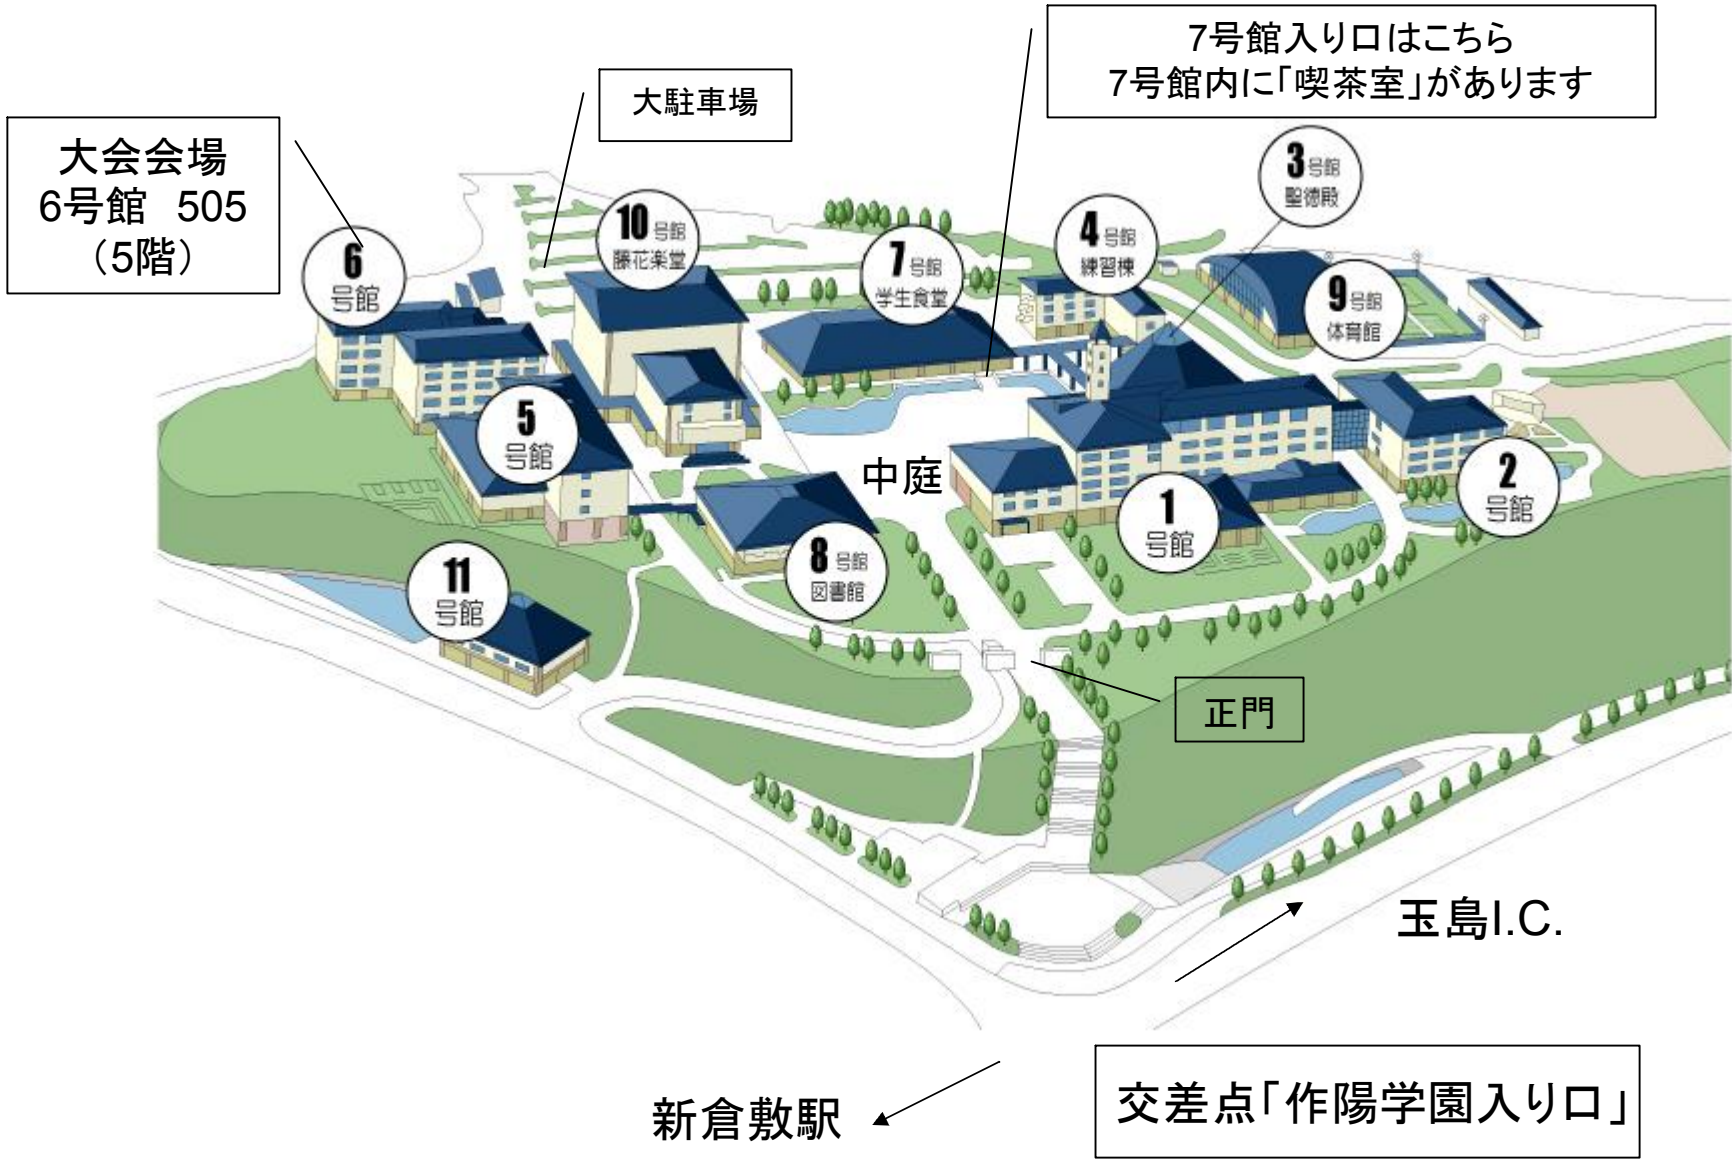 7号館入り口はこちら
7号館内に「喫茶室」があります
大駐車場
大会会場
6号館 505
（5階）
3号館
聖徳殿
10号館
藤花楽堂
4号館
練習棟
6
号館
7号館
学生食堂
9号館
体育館
5
号館
中庭
2
号館
1
号館
8号館
図書館
11
号館
正門
玉島I.C.
新倉敷駅
交差点「作陽学園入り口」